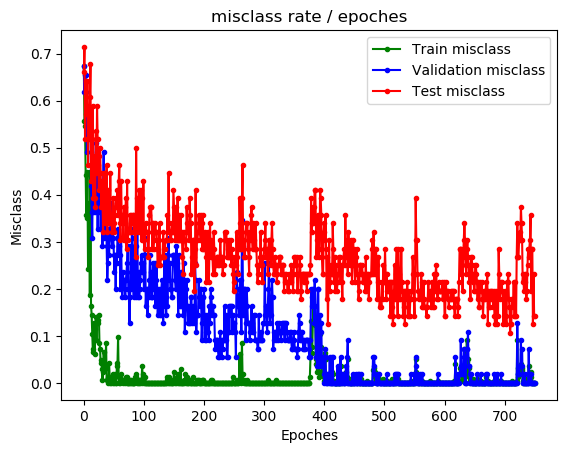 misclass rate / epoches
Train misclass
Validation misclass
Test misclass
Misclass
0.7
0.6
0.5
0.4
0.3
0.2
0.1
0.0
0 100 200 300 400 500 600 700
Epoches